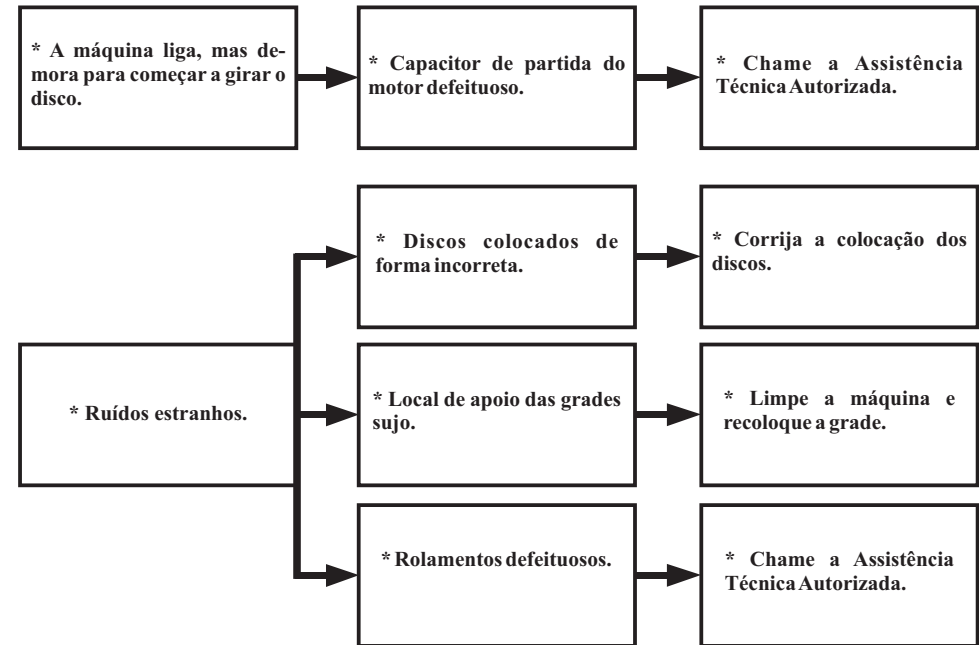 * A máquina liga, mas de-
mora para começar a girar o
disco.
* Capacitor de partida do
motor defeituoso.
* Chame a Assistência
Técnica Autorizada.
* Ruídos estranhos.
* Discos colocados de
forma incorreta.
* Corrija a colocação dos
discos.
* Local de apoio das grades
sujo.
* Limpe a máquina e
recoloque a grade.
* Rolamentos defeituosos.
* Chame a Assistência
Técnica Autorizada.